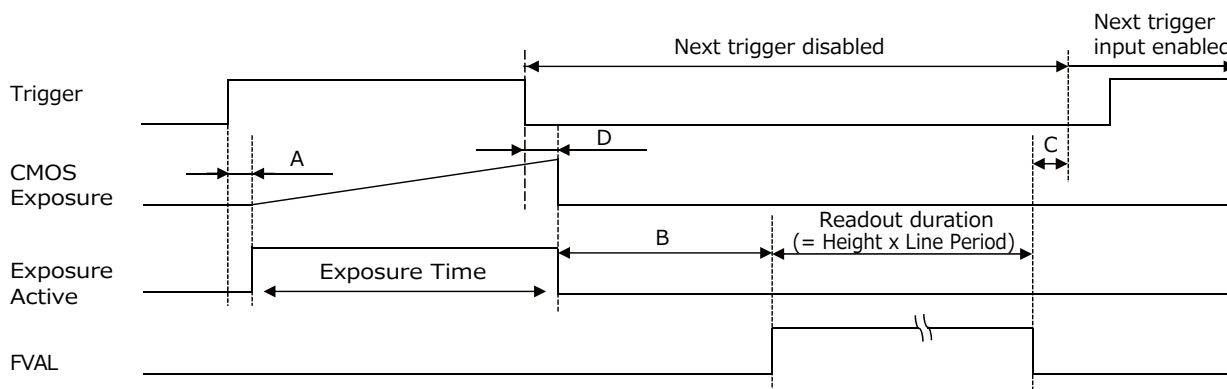 Next trigger
input enabled
Next trigger disabled
Trigger
D
C
A
CMOS
Exposure
Readout duration
(= Height x Line Period)
B
Exposure Time
Exposure
Active
FVAL